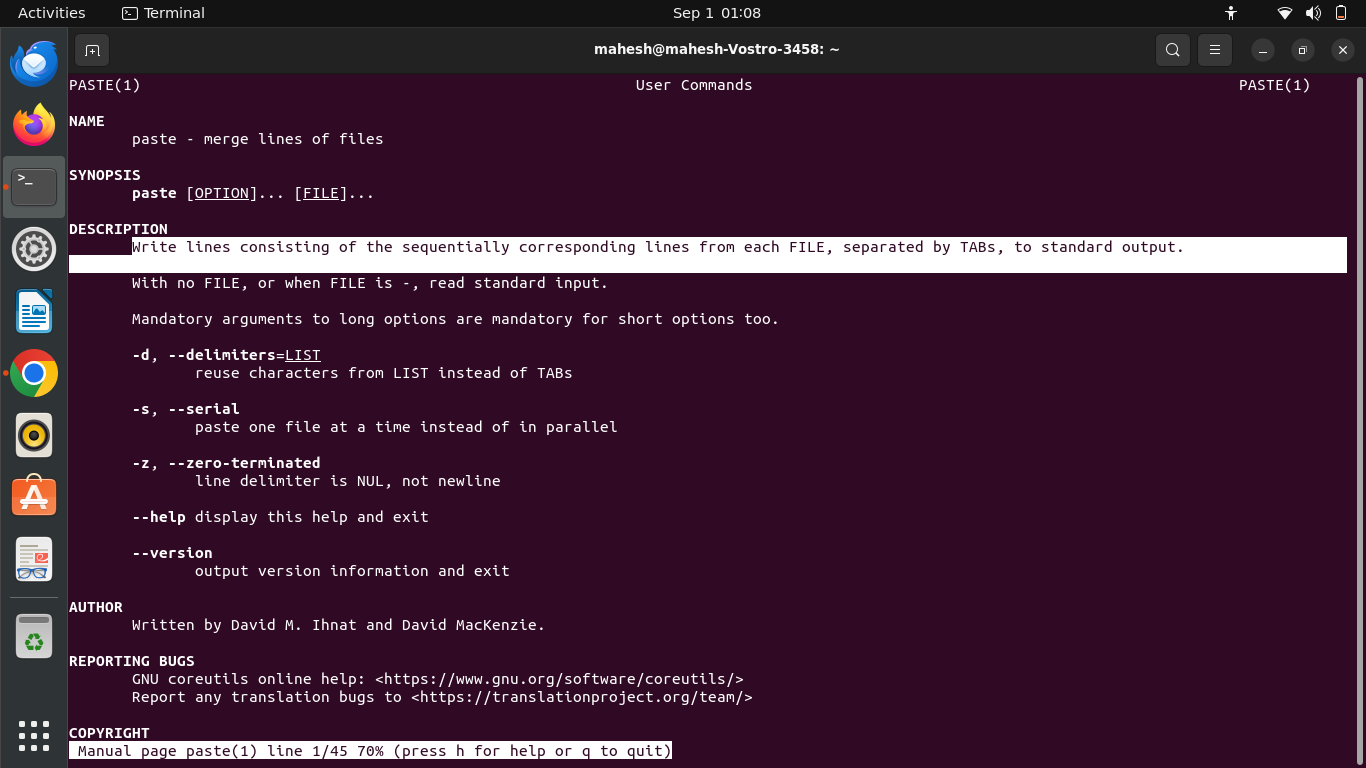 Activities Terminal Sep 1 01:08
mahesh@mahesh-Vostro-3458: ~
>_
PASTE(1) User Commands PASTE(1)
NAME
paste - merge lines of files
SYNOPSIS
paste [OPTION]... [FILE]...
DESCRIPTION
Write lines consisting of the sequentially corresponding lines from each FILE, separated by TABs, to standard output.
With no FILE, or when FILE is -, read standard input.
Mandatory arguments to long options are mandatory for short options too.
-d, --delimiters=LIST
reuse characters from LIST instead of TABs
-s, --serial
paste one file at a time instead of in parallel
-z, --zero-terminated
line delimiter is NUL, not newline
--help display this help and exit
--version
output version information and exit
AUTHOR
Written by David M. Ihnat and David MacKenzie.
REPORTING BUGS
GNU coreutils online help: <https://www.gnu.org/software/coreutils/>
Report any translation bugs to <https://translationproject.org/team/>
COPYRIGHT
Manual page paste(1) line 1/45 70% (press h for help or q to quit)